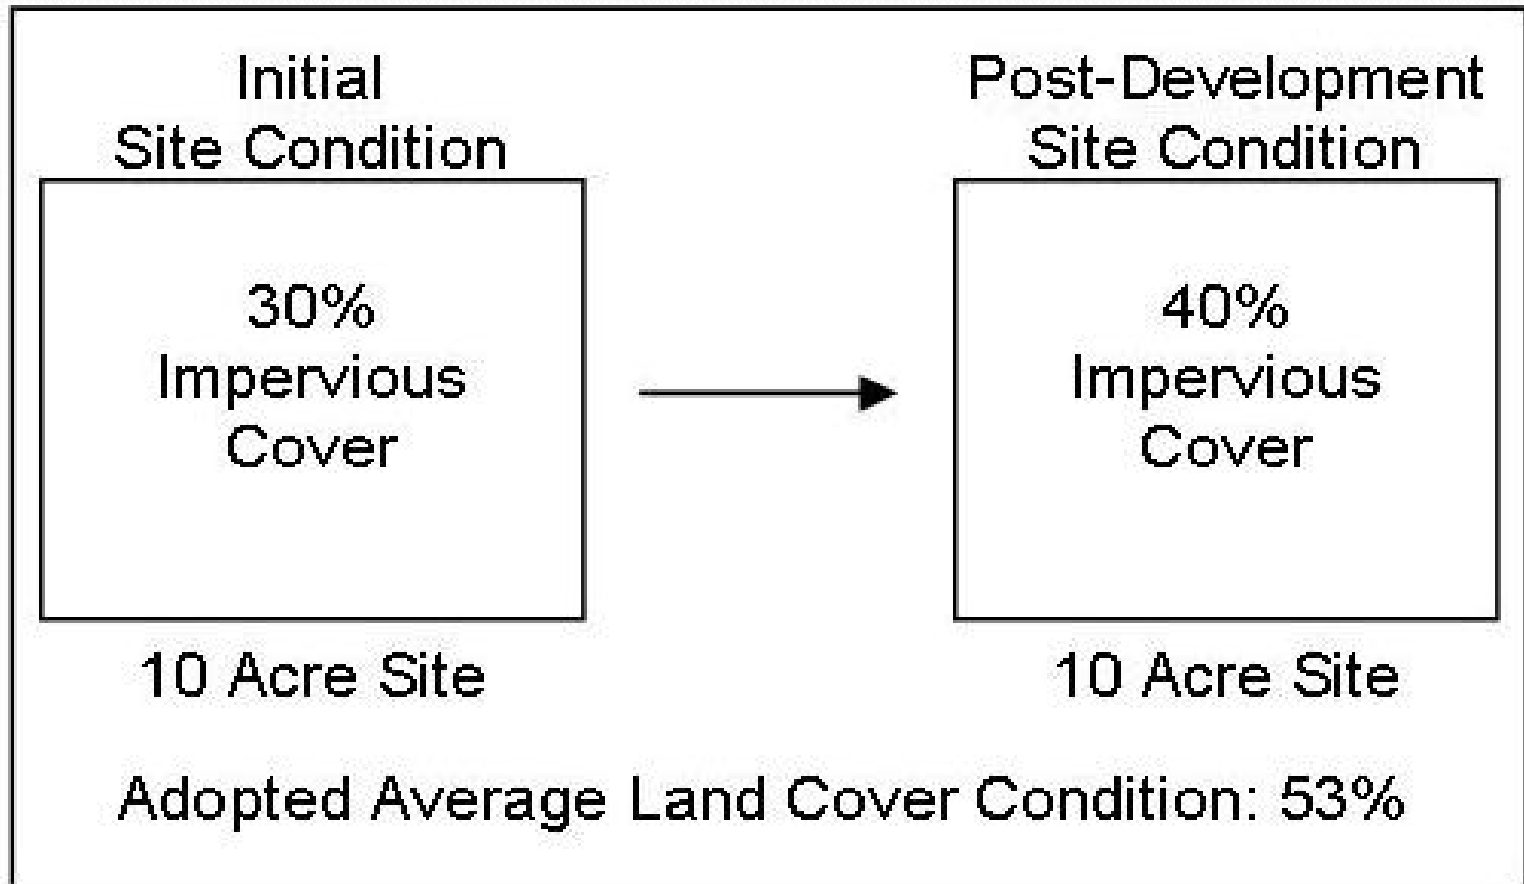 Initial
Site Condition
30%
Impervious
Cover
10 Acre Site
Post-Development
Site Condition
40%
Impervious
Cover
10 Acre Site
Adopted Average Land Cover Condition: 53%